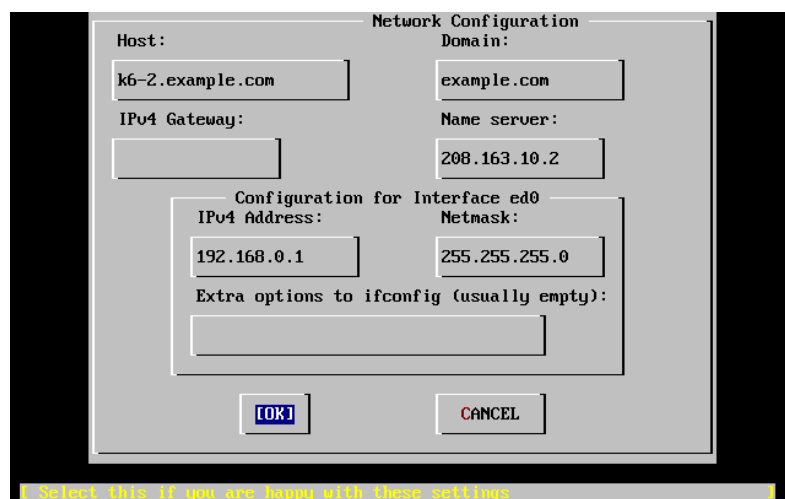 Network Configuration
Host: Domain:
k6-2.example.com example.com
IPv4 Gateway: Name server:
208.163.10.2
Configuration for Interface ed0
IPv4 Address: Netmask:
192.168.0.1 255.255.255.0
Extra options to ifconfig (usually empty):
[OK] CANCEL
[ Select this if you are happy with these settings ]